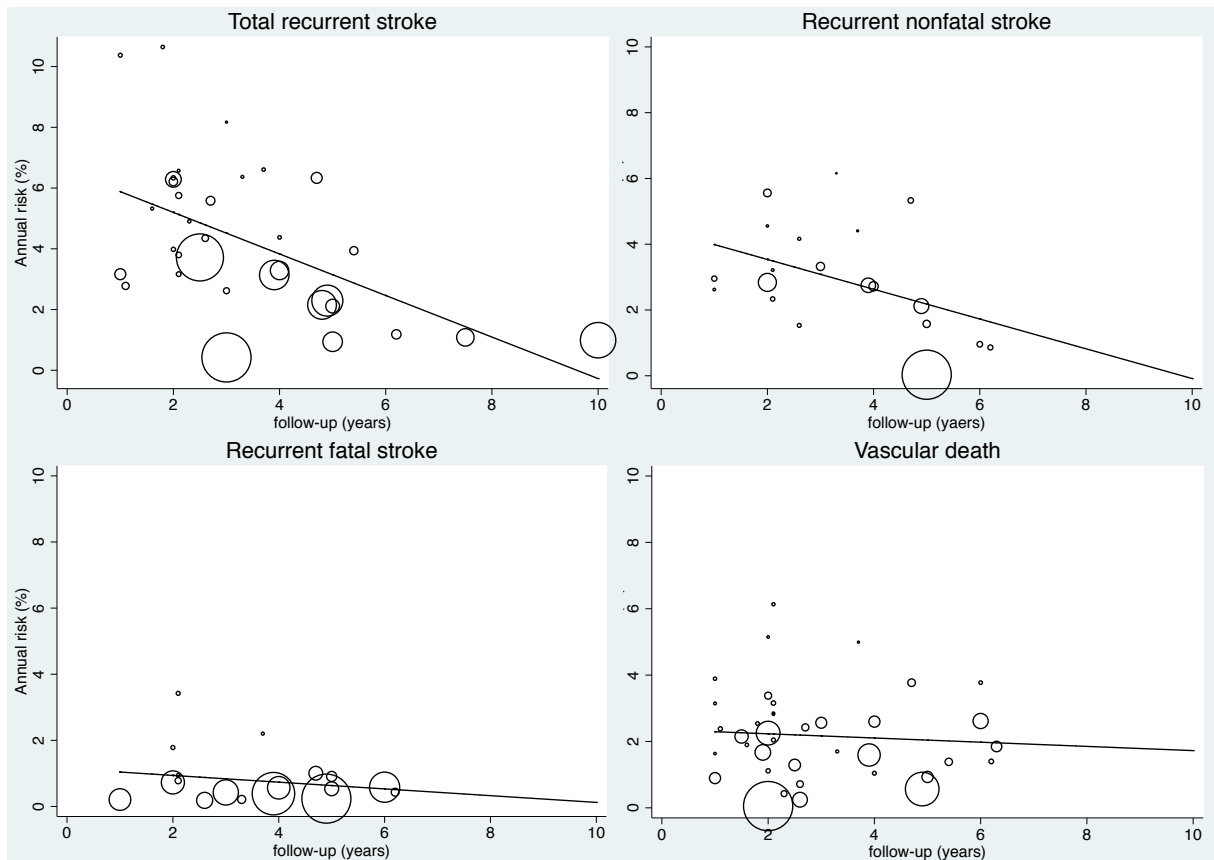 Total recurrent stroke
Annual risk (%)
10
8
6
4
2
0
0 2 4 6 8 10
follow-up (years)
Recurrent nonfatal stroke
10
8
6
4
2
0
0 2 4 6 8 10
follow-up (yaers)
Recurrent fatal stroke
Annual risk (%)
10
8
6
4
2
0
0 2 4 6 8 10
follow-up (years)
Vascular death
10
8
6
4
2
0
0 2 4 6 8 10
follow-up (years)